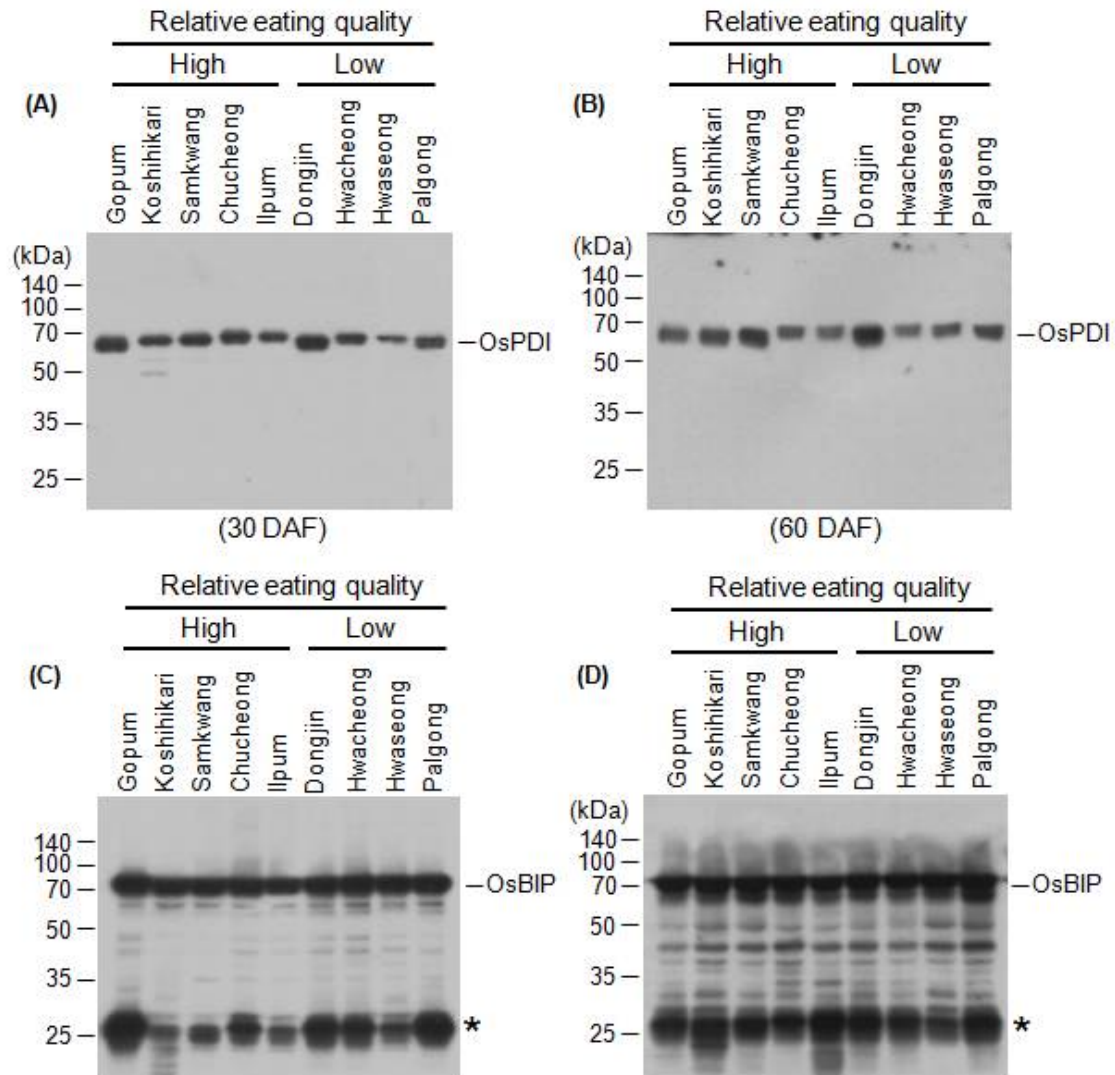 Relative eating quality
High Low
(A)
Gopum
Koshihikari
Samkwang
Chucheong
Ilpum
Dongjin
Hwacheong
Hwaseong
Palgong
(kDa)
140
100
70
50
35
25
OsPDI
(30 DAF)
Relative eating quality
High Low
(B)
Gopum
Koshihikari
Samkwang
Chucheong
Ilpum
Dongjin
Hwacheong
Hwaseong
Palgong
(kDa)
140
100
70
50
35
25
OsPDI
(60 DAF)
Relative eating quality
High Low
(C)
Gopum
Koshihikari
Samkwang
Chucheong
Ilpum
Dongjin
Hwacheong
Hwaseong
Palgong
140
100
70
50
35
25
OsBIP
*
Relative eating quality
High Low
(D)
Gopum
Koshihikari
Samkwang
Chucheong
Ilpum
Dongjin
Hwacheong
Hwaseong
Palgong
(kDa)
140
100
70
50
35
25
OsBIP
*